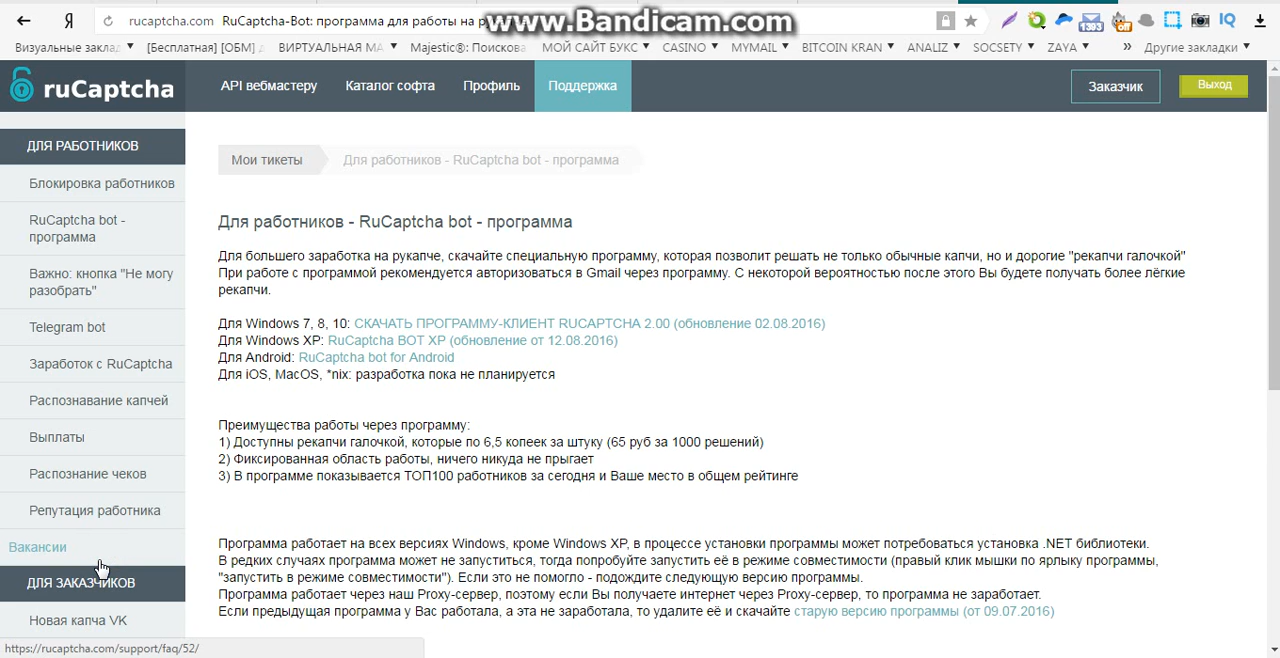 Я rucaptcha.com RuCaptcha-Bot: программа для работы на
www.Bandicam.com
Визуальные заклад [Бесплатная] [ОБМ] ВИРТУАЛЬНАЯ МА Majestic®: Поискова МОЙ САЙТ БУКС CASINO MYMAIL BITCOIN KRAN ANALIZ SOCSETY ZAYA » Другие закладки
ruCaptcha API вебмастеру Каталог софта Профиль Поддержка Заказчик Выход
ДЛЯ РАБОТНИКОВ
Блокировка работников
RuCaptcha bot -
программа
Важно: кнопка "Не могу
разобрать"
Telegram bot
Заработок с RuCaptcha
Распознавание капчей
Выплаты
Распознание чеков
Репутация работника
Вакансии
ДЛЯ ЗАКАЗЧИКОВ
Новая капча VK
https://rucaptcha.com/support/faq/52/
Мои тикеты Для работников - RuCaptcha bot - программа
Для работников - RuCaptcha bot - программа
Для большего заработка на рукапче, скачайте специальную программу, которая позволит решать не только обычные капчи, но и дорогие "рекапчи галочкой"
При работе с программой рекомендуется авторизоваться в Gmail через программу. С некоторой вероятностью после этого Вы будете получать более лёгкие
рекапчи.
Для Windows 7, 8, 10: СКАЧАТЬ ПРОГРАММУ-КЛИЕНТ RUCAPTCHA 2.00 (обновление 02.08.2016)
Для Windows XP: RuCaptcha BOT XP (обновление от 12.08.2016)
Для Android: RuCaptcha bot for Android
Для iOS, MacOS, *nix: разработка пока не планируется
Преимущества работы через программу:
1) Доступны рекапчи галочкой, которые по 6,5 копеек за штуку (65 руб за 1000 решений)
2) Фиксированная область работы, ничего никуда не прыгает
3) В программе показывается ТОП100 работников за сегодня и Ваше место в общем рейтинге
Программа работает на всех версиях Windows, кроме Windows XP, в процессе установки программы может потребоваться установка .NET библиотеки.
В редких случаях программа может не запуститься, тогда попробуйте запустить её в режиме совместимости (правый клик мышки по ярлыку программы,
"запустить в режиме совместимости"). Если это не помогло - подождите следующую версию программы.
Программа работает через наш Proxy-сервер, поэтому если Вы получаете интернет через Proxy-сервер, то программа не заработает.
Если предыдущая программа у Вас работала, а эта не заработала, то удалите её и скачайте старую версию программы (от 09.07.2016)